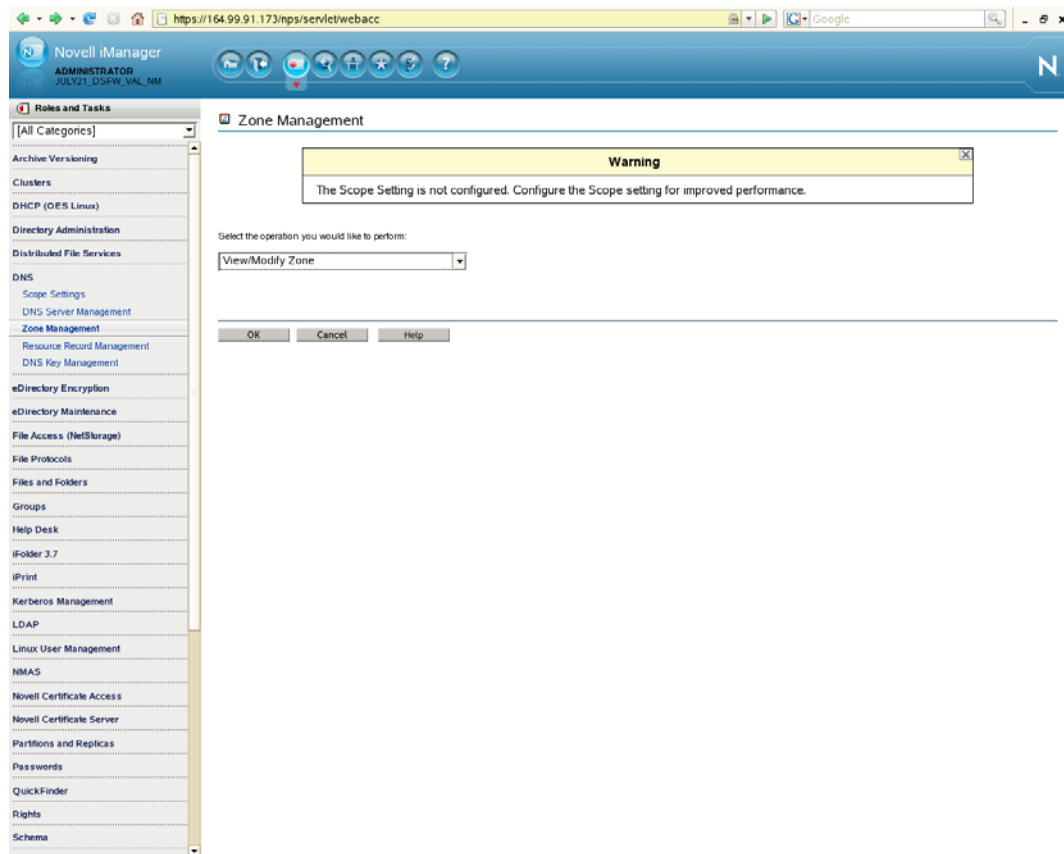 https://164.99.91.173/nps/servlet/webacc
G Google
Novell iManager
ADMINISTRATOR
JULY21_DSFW_VAL_NM
N
Roles and Tasks
[All Categories]
Archive Versioning
Clusters
DHCP (OES Linux)
Directory Administration
Distributed File Services
DNS
Scope Settings
DNS Server Management
Zone Management
Resource Record Management
DNS Key Management
eDirectory Encryption
eDirectory Maintenance
File Access (NetStorage)
File Protocols
Files and Folders
Groups
Help Desk
iFolder 3.7
iPrint
Kerberos Management
LDAP
Linux User Management
NMAS
Novell Certificate Access
Novell Certificate Server
Partitions and Replicas
Passwords
QuickFinder
Rights
Schema
Zone Management
Warning
The Scope Setting is not configured. Configure the Scope setting for improved performance.
Select the operation you would like to perform:
View/Modify Zone
OK Cancel Help